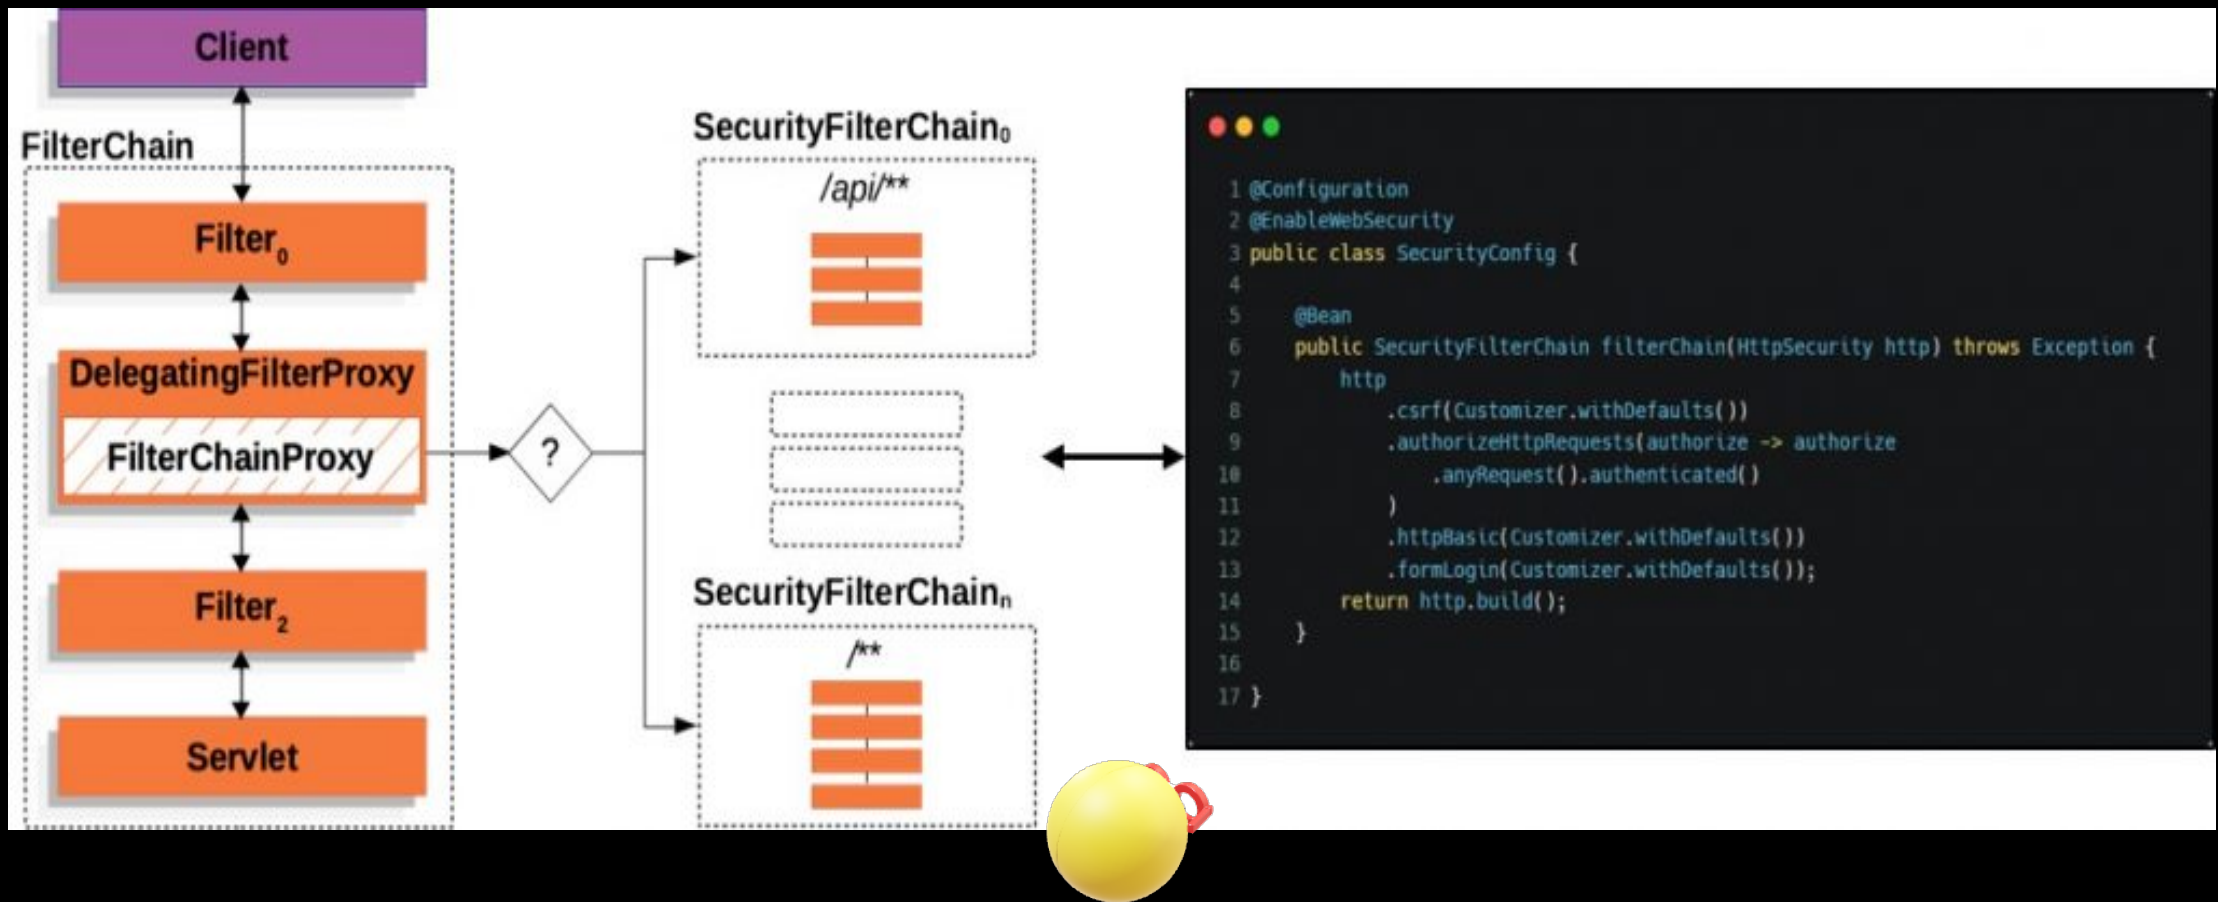 Client
FilterChain
Filter0
DelegatingFilterProxy
FilterChainProxy
Filter2
Servlet
?
SecurityFilterChain0
/api/**
SecurityFilterChainn
/**
1 @Configuration
2 @EnableWebSecurity
3 public class SecurityConfig {
4
5 @Bean
6 public SecurityFilterChain filterChain(HttpSecurity http) throws Exception {
7 http
8 .csrf(Customizer.withDefaults())
9 .authorizeHttpRequests(authorize -> authorize
10 .anyRequest().authenticated()
11 )
12 .httpBasic(Customizer.withDefaults())
13 .formLogin(Customizer.withDefaults());
14 return http.build();
15 }
16
17 }